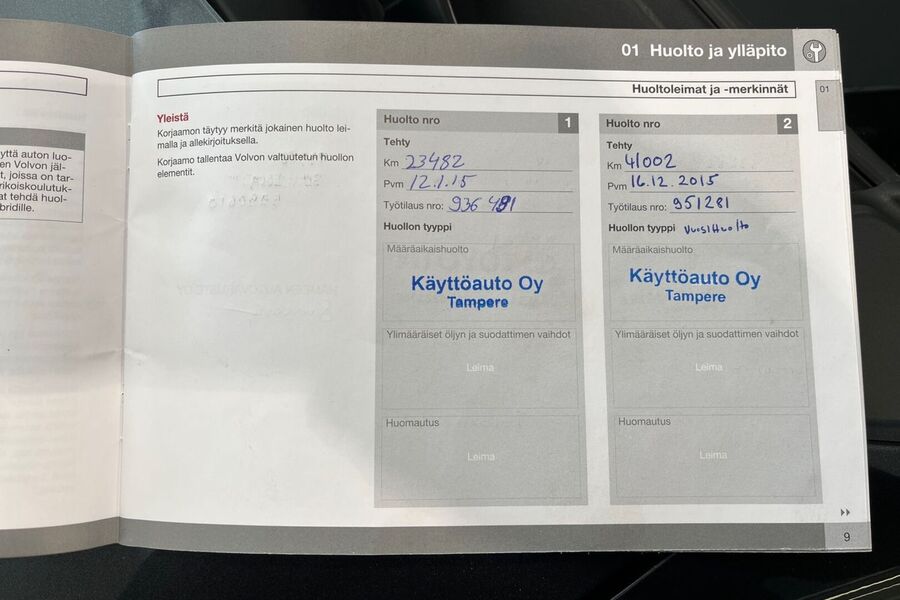 01 Huolto ja ylläpito
Huoltoleimat ja -merkinnät
01
yttä auton luo-
en Volvon jäl-
t, joissa on tar-
rikoiskoulutuk-
at tehdä huol-
bridille.
Yleistä
Korjaamon täytyy merkitä jokainen huolto lei-
malla ja allekirjoituksella.
Korjaamo tallentaa Volvon valtuutetun huollon
elementit.
Huolto nro 1
Tehty
Km 23482
Pvm 12.1.15
Työtilaus nro: 936 491
Huollon tyyppi
Määräaikaishuolto
Käyttöauto Oy
Tampere
Ylimääräiset öljyn ja suodattimen vaihdot
Leima
Huomautus
Leima
Huolto nro 2
Tehty
Km 41002
Pvm 16.12.2015
Työtilaus nro: 951281
Huollon tyyppi Vuosihuolto
Määräaikaishuolto
Käyttöauto Oy
Tampere
Ylimääräiset öljyn ja suodattimen vaihdot
Leima
Huomautus
Leima
9